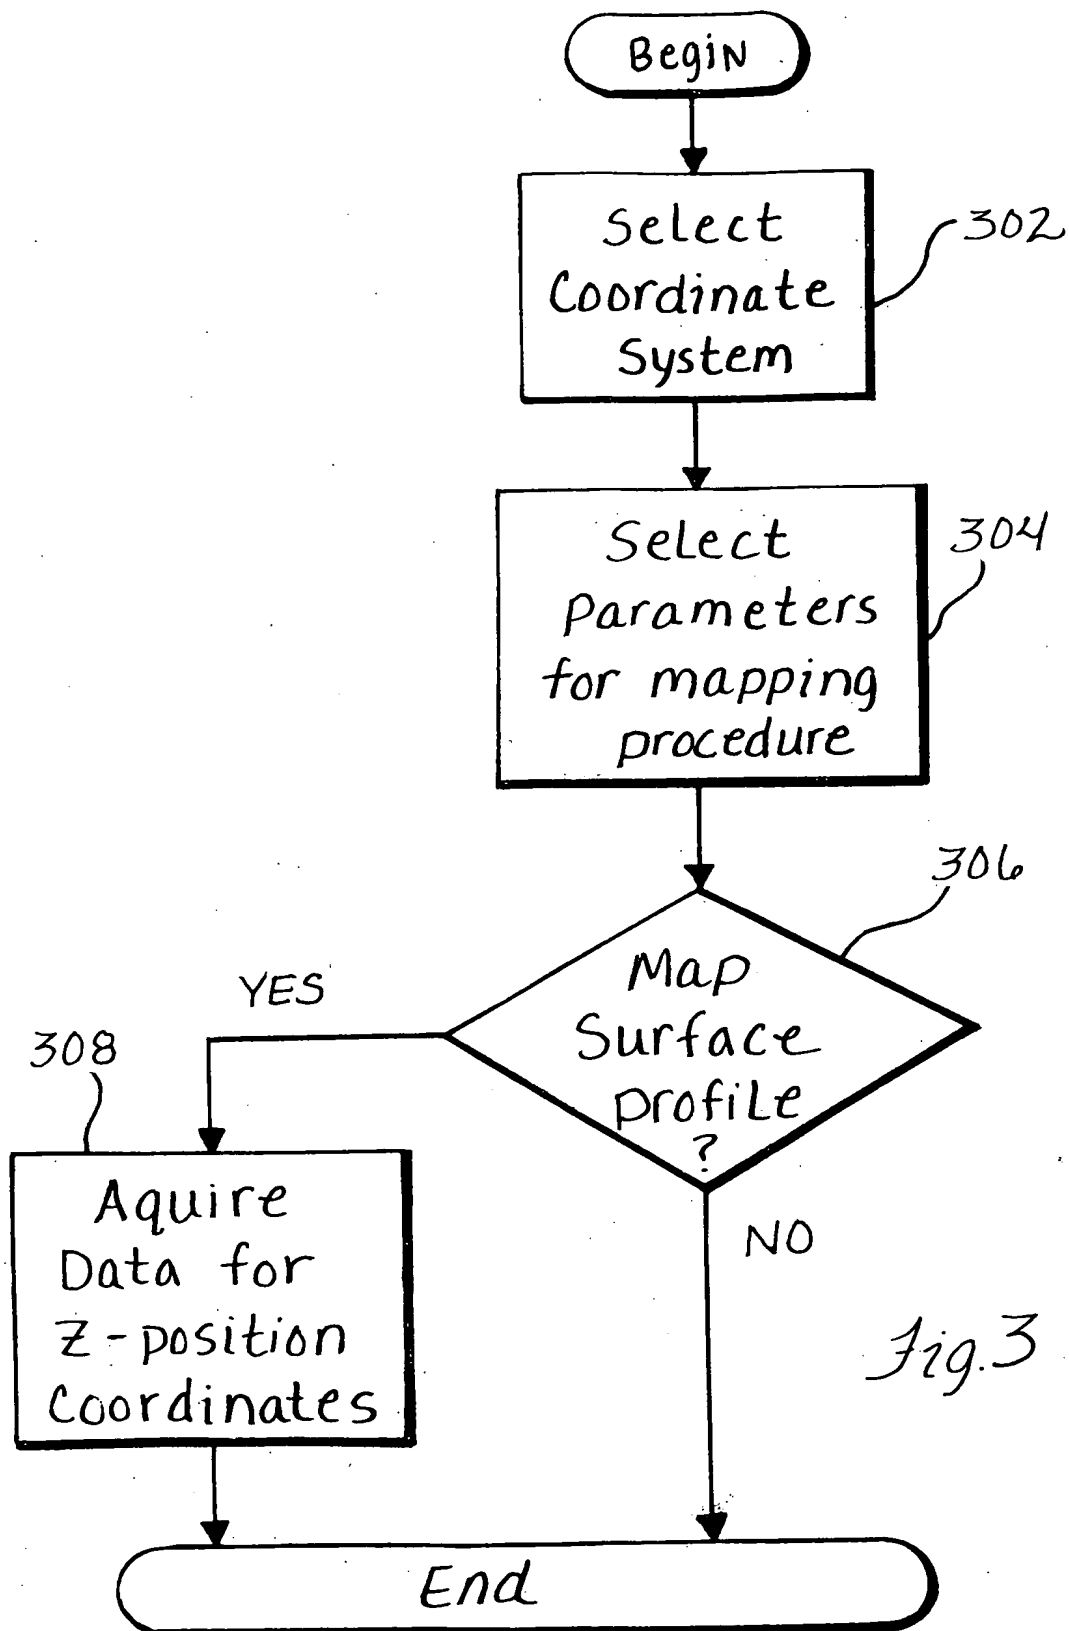 Begin
Select
Coordinate
System
302
Select
Parameters
for mapping
procedure
304
Map
Surface
profile
?
306
YES
308
Aquire
Data for
Z-position
Coordinates
NO
Fig.3
End